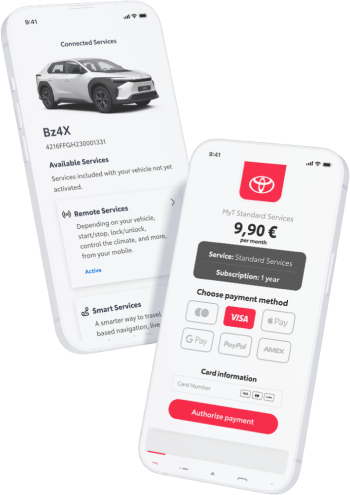 9:41
Connected Services
Bz4X
4216FFGH230001331
Available Services
Services included with your vehicle not yet
activated.
Remote Services
Depending on your vehicle,
start/stop, lock/unlock,
control the climate, and more,
from your mobile.
Active
Smart Services
A smarter way to travel
based navigation, live
9:41
MyT Standard Services
9,90 €
per month
Service: Standard Services
Subscription: 1 year
Choose payment method
VISA
Pay
G Pay
PayPal
AMEX
Card information
Card Number
Authorize payment